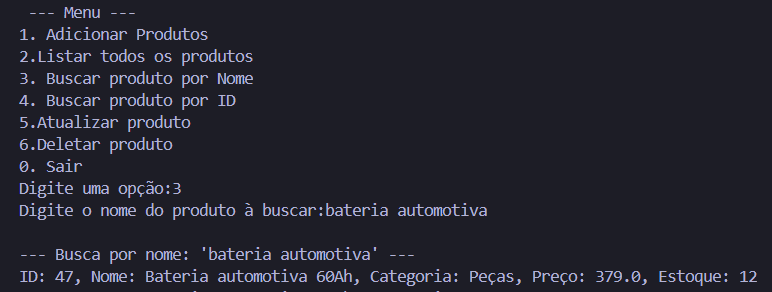 --- Menu ---
1. Adicionar Produtos
2.Listar todos os produtos
3. Buscar produto por Nome
4. Buscar produto por ID
5.Atualizar produto
6.Deletar produto
0. Sair
Digite uma opção:3
Digite o nome do produto à buscar:bateria automotiva
--- Busca por nome: 'bateria automotiva' ---
ID: 47, Nome: Bateria automotiva 60Ah, Categoria: Peças, Preço: 379.0, Estoque: 12